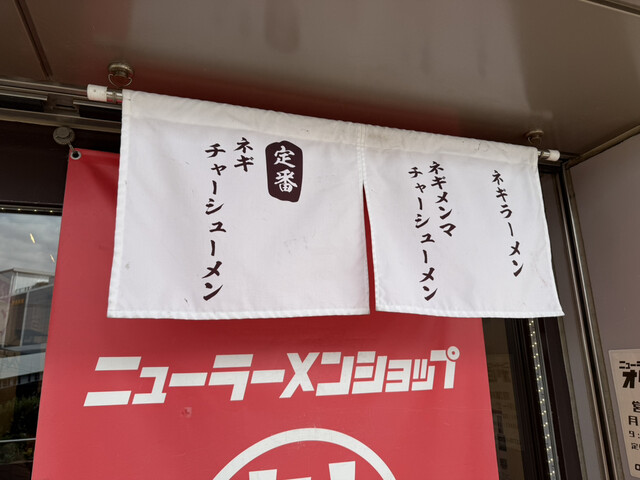 ネギラーメン
ネギメンマ
チャーシューメン
定番
ネギ
チャーシューメン
ニューラーメンショップ